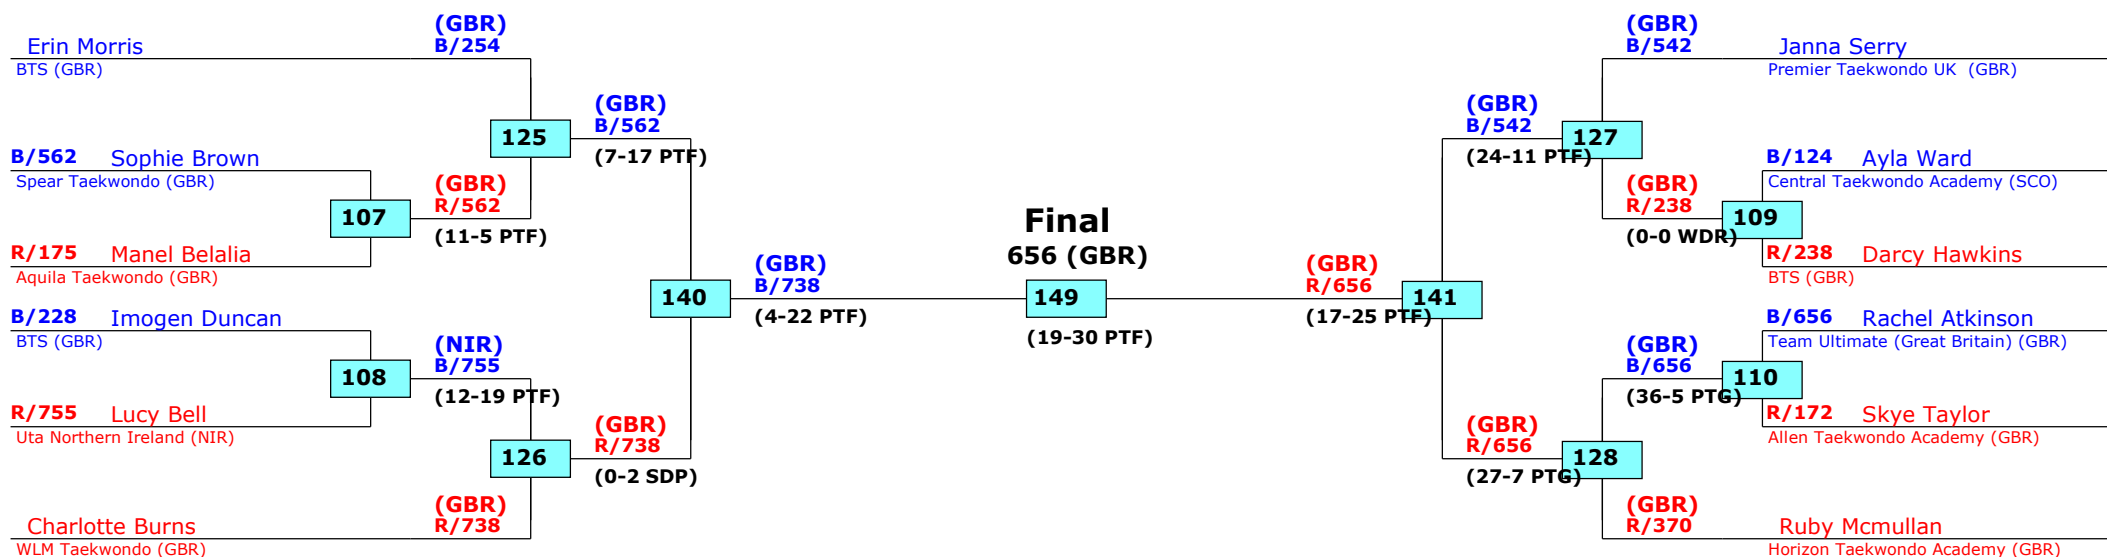 (GBR)
B/254
Erin Morris
BTS (GBR)
(GBR)
B/562
125
(7-17 PTF)
B/562 Sophie Brown
Spear Taekwondo (GBR)
(GBR)
R/562
107
(11-5 PTF)
R/175 Manel Belalia
Aquila Taekwondo (GBR)
(GBR)
B/738
140
(4-22 PTF)
B/228 Imogen Duncan
BTS (GBR)
(NIR)
B/755
108
(12-19 PTF)
R/755 Lucy Bell
Uta Northern Ireland (NIR)
(GBR)
R/738
126
(0-2 SDP)
(GBR)
R/738
Charlotte Burns
WLM Taekwondo (GBR)
Final
656 (GBR)
149
(19-30 PTF)
(GBR)
B/542
Janna Serry
Premier Taekwondo UK (GBR)
(GBR)
B/542
127
(24-11 PTF)
B/124 Ayla Ward
Central Taekwondo Academy (SCO)
(GBR)
R/238
109
(0-0 WDR)
R/238 Darcy Hawkins
BTS (GBR)
(GBR)
R/656
141
(17-25 PTF)
B/656 Rachel Atkinson
Team Ultimate (Great Britain) (GBR)
(GBR)
B/656
110
(36-5 PTG)
R/172 Skye Taylor
Allen Taekwondo Academy (GBR)
(GBR)
R/656
128
(27-7 PTG)
(GBR)
R/370
Ruby Mcmullan
Horizon Taekwondo Academy (GBR)